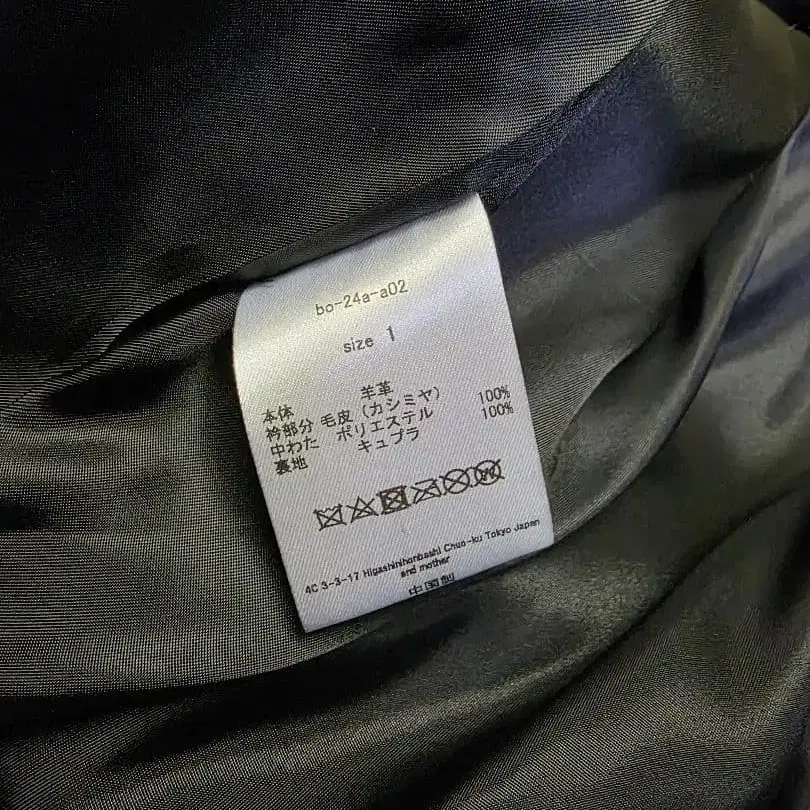 bo-24a-a02
size 1
本体 羊革
衿部分 毛皮（カシミヤ）
中わた ポリエステル 100%
裏地 キュプラ 100%
4C 3-3-17 Higashinihonbashi Chuo-ku Tokyo Japan
and mother
中国製